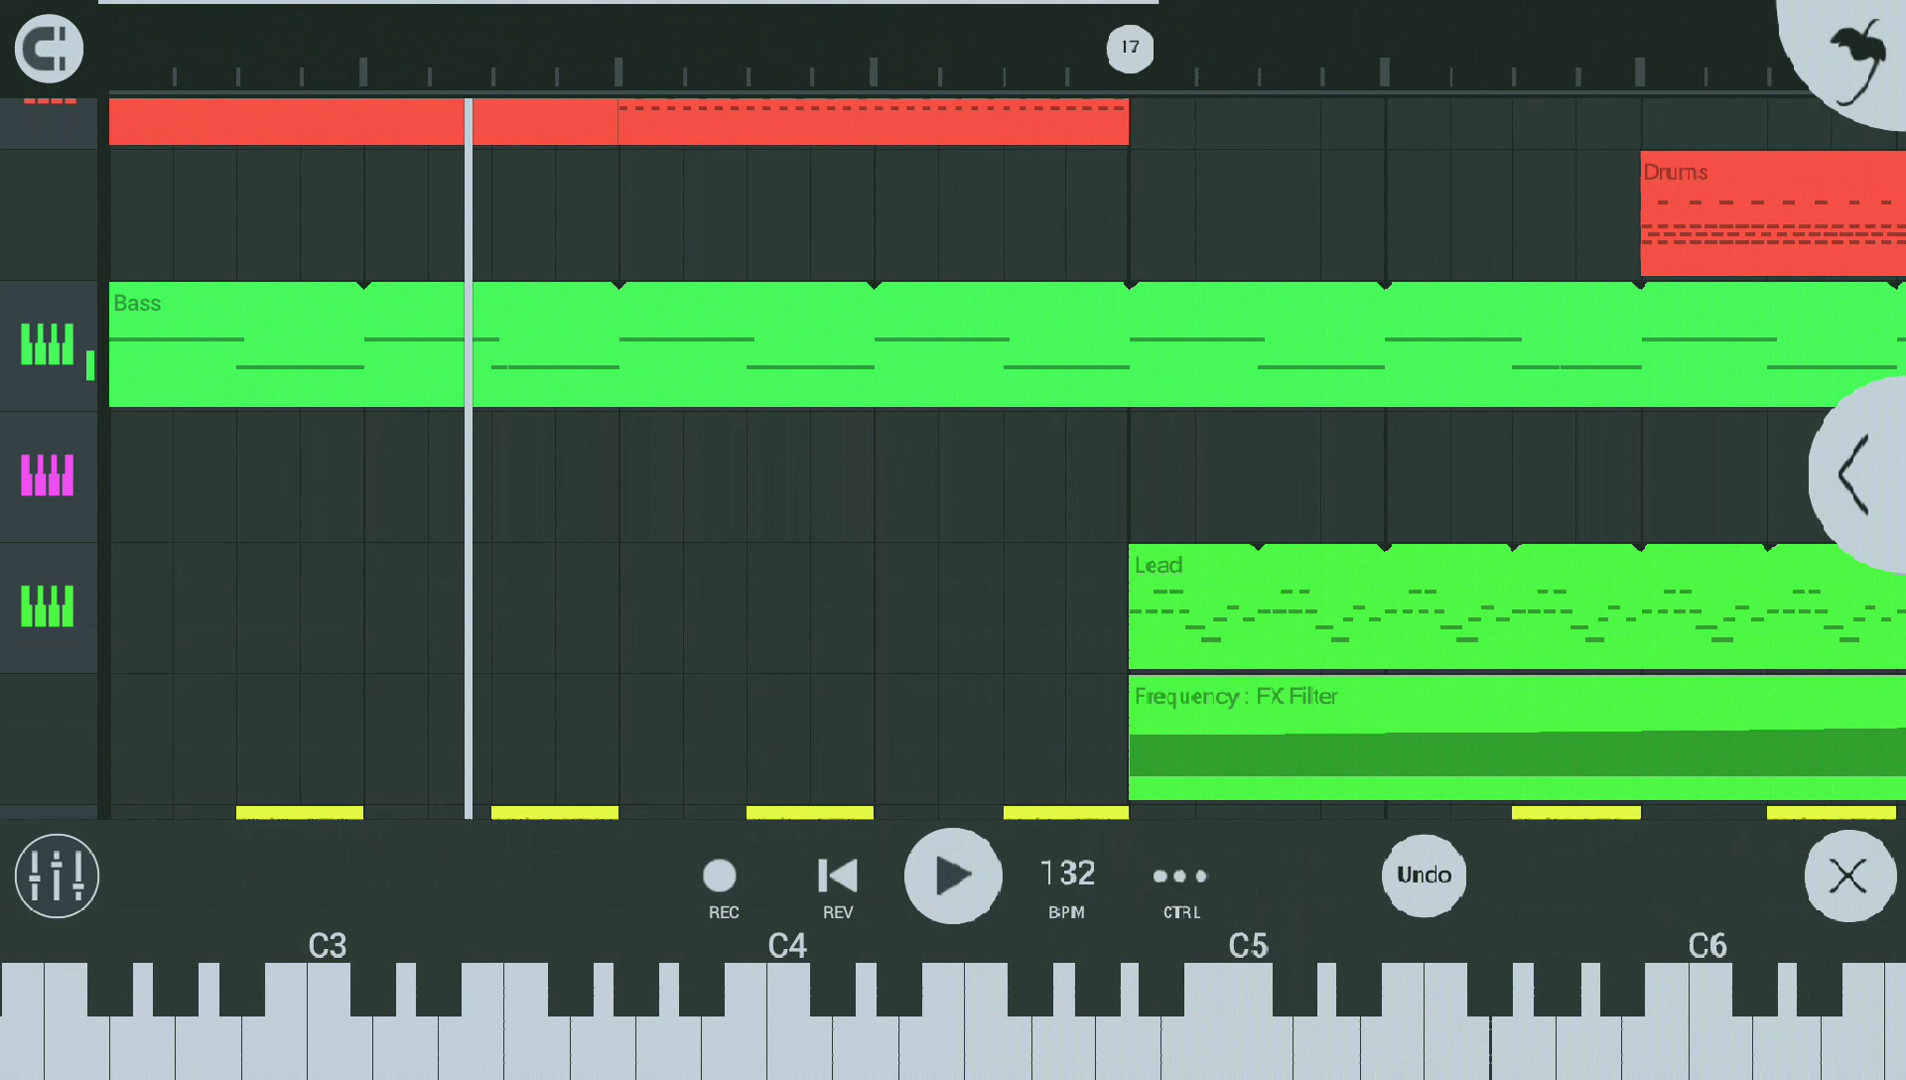 17
Drums
Bass
Lead
Frequency : FX Filter
132
Undo
REC
REV
BPM
CTRL
C3
C4
C5
C6